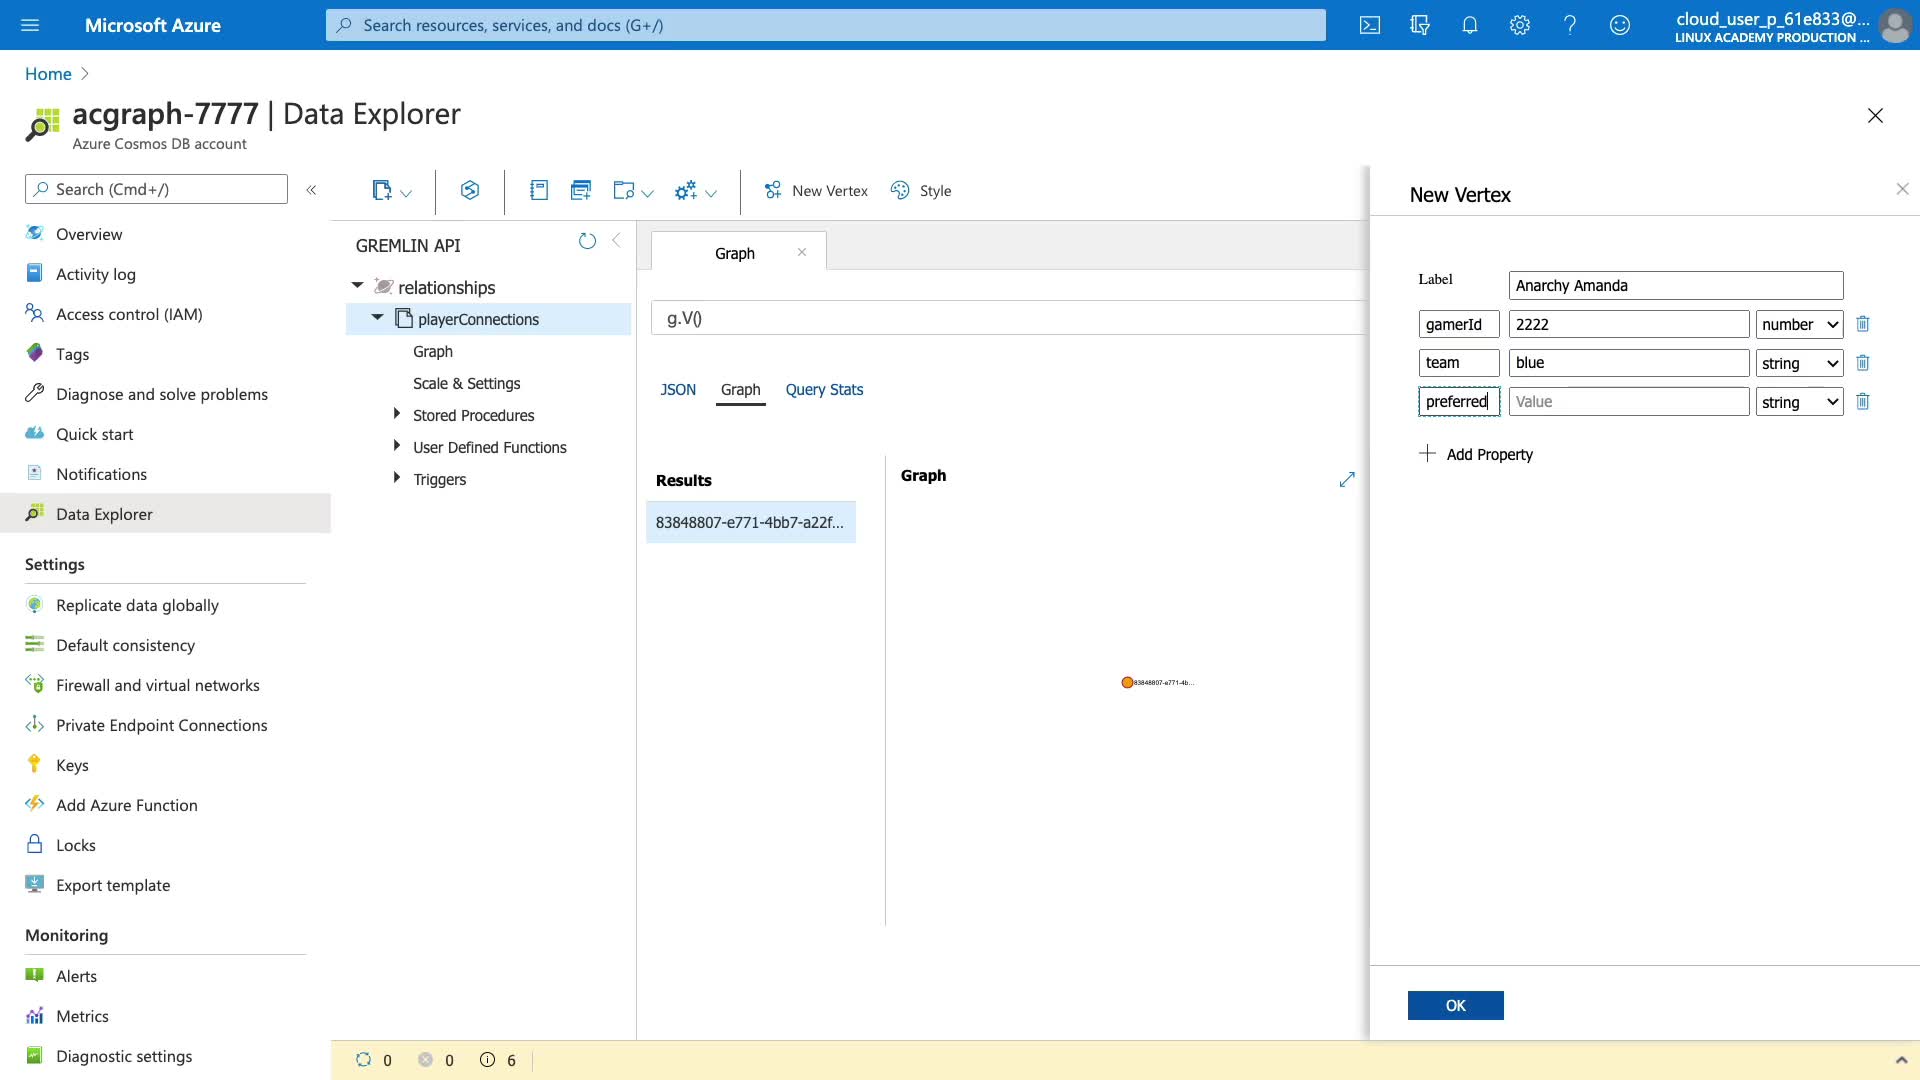 Microsoft Azure
Search resources, services, and docs (G+/)
cloud_user_p_61e833@...
LINUX ACADEMY PRODUCTION ...
Home
acgraph-7777 | Data Explorer
Azure Cosmos DB account
Search (Cmd+/)
«
Overview
Activity log
Access control (IAM)
Tags
Diagnose and solve problems
Quick start
Notifications
Data Explorer
Settings
Replicate data globally
Default consistency
Firewall and virtual networks
Private Endpoint Connections
Keys
Add Azure Function
Locks
Export template
Monitoring
Alerts
Metrics
Diagnostic settings
New Vertex
Style
GREMLIN API
relationships
playerConnections
Graph
Scale & Settings
Stored Procedures
User Defined Functions
Triggers
Graph
g.V()
JSON Graph Query Stats
Results
83848807-e771-4bb7-a22f...
Graph
83848807-e771-4b...
New Vertex
Label Anarchy Amanda
gamerId 2222 number
team blue string
preferred Value string
Add Property
OK
0 0 6